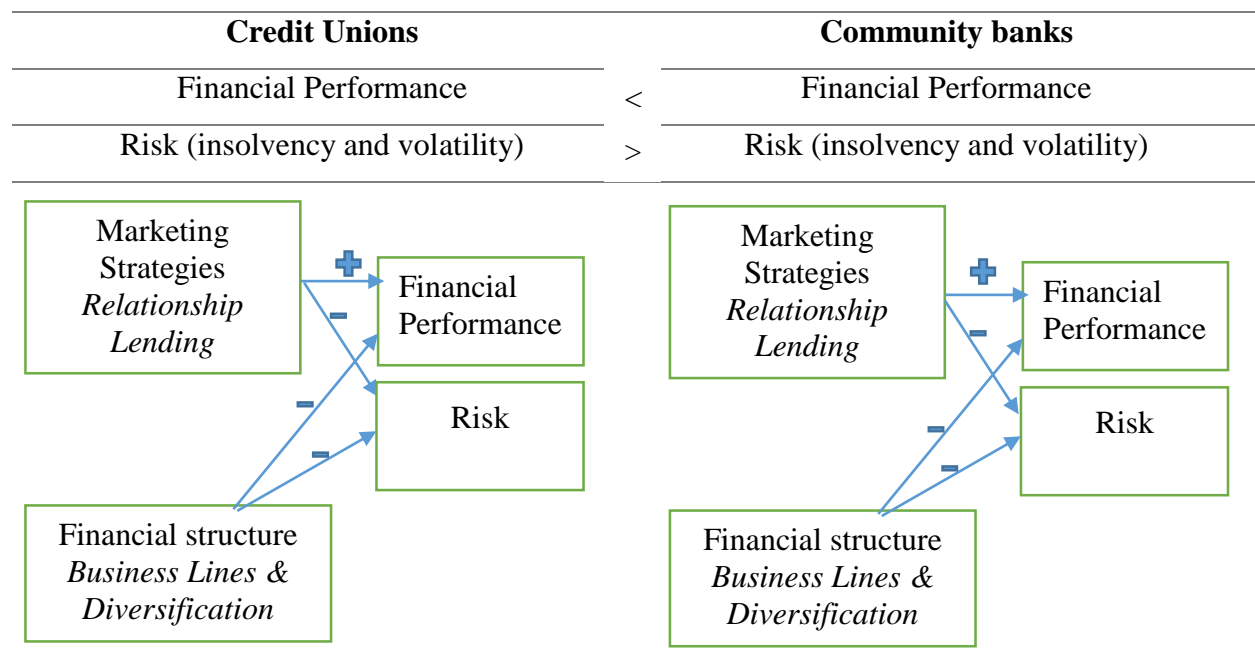 Credit Unions
Community banks
Financial Performance
<
Financial Performance
Risk (insolvency and volatility)
>
Risk (insolvency and volatility)
Marketing
Strategies
Relationship
Lending
+
-
Financial
Performance
-
-
Risk
Financial structure
Business Lines &
Diversification
Marketing
Strategies
Relationship
Lending
+
-
Financial
Performance
-
-
Risk
Financial structure
Business Lines &
Diversification